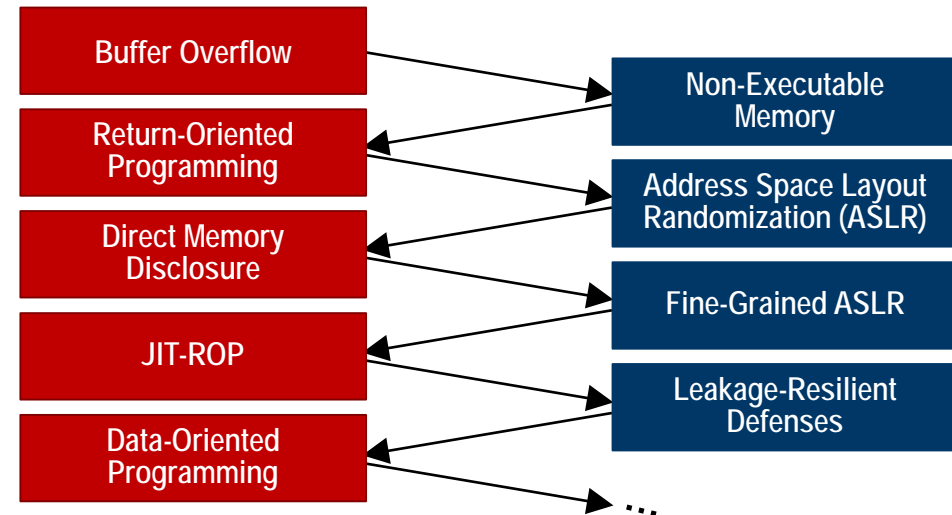 Buffer Overflow
Non-Executable
Memory
Return-Oriented
Programming
Address Space Layout
Randomization (ASLR)
Direct Memory
Disclosure
Fine-Grained ASLR
JIT-ROP
Leakage-Resilient
Defenses
Data-Oriented
Programming
...